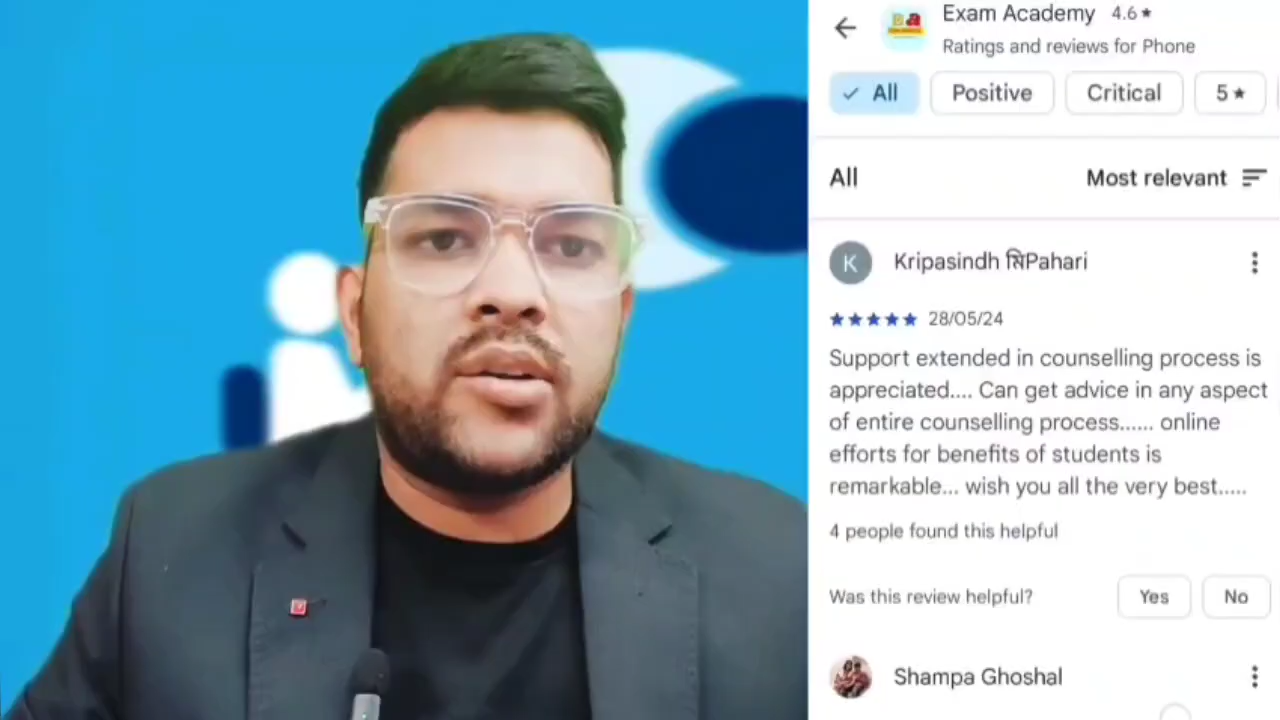 Exam Academy 4.6★
Ratings and reviews for Phone
All Positive Critical 5★
All Most relevant
K Kripasindh মিPahari
★★★★★ 28/05/24
Support extended in counselling process is
appreciated.... Can get advice in any aspect
of entire counselling process...... online
efforts for benefits of students is
remarkable... wish you all the very best.....
4 people found this helpful
Was this review helpful? Yes No
Shampa Ghoshal